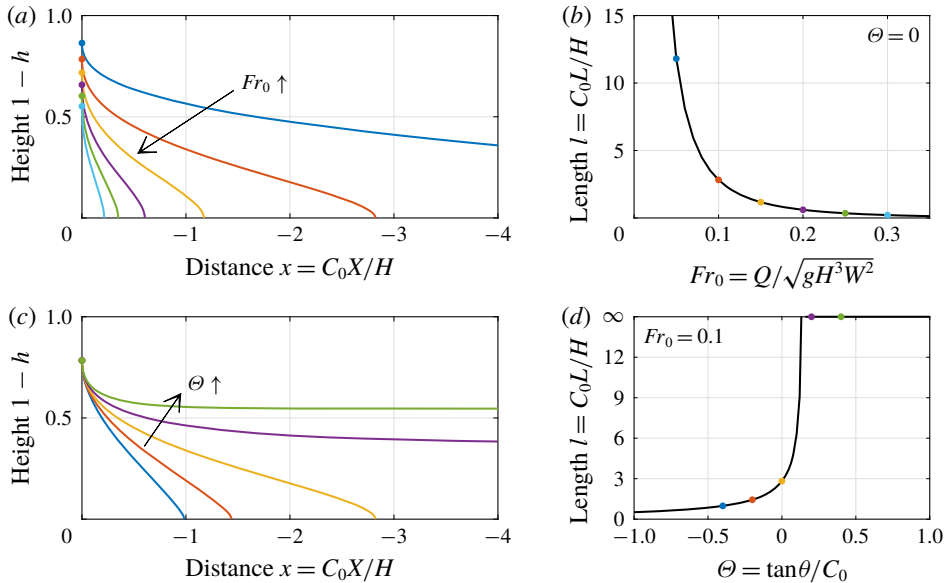 (a)
1.0
0.5
0
−1
−2
−3
−4
Height 1 − h
Fr₀ ↑
Distance x = C₀X/H
(b)
15
10
5
0
0.1
0.2
0.3
Length l = C₀L/H
Θ = 0
Fr₀ = Q/√gH³W²
(c)
1.0
0.5
0
−1
−2
−3
−4
Height 1 − h
Θ ↑
Distance x = C₀X/H
(d)
∞
12
9
6
3
0
−1.0
−0.5
0
0.5
1.0
Length l = C₀L/H
Fr₀ = 0.1
Θ = tanθ/C₀